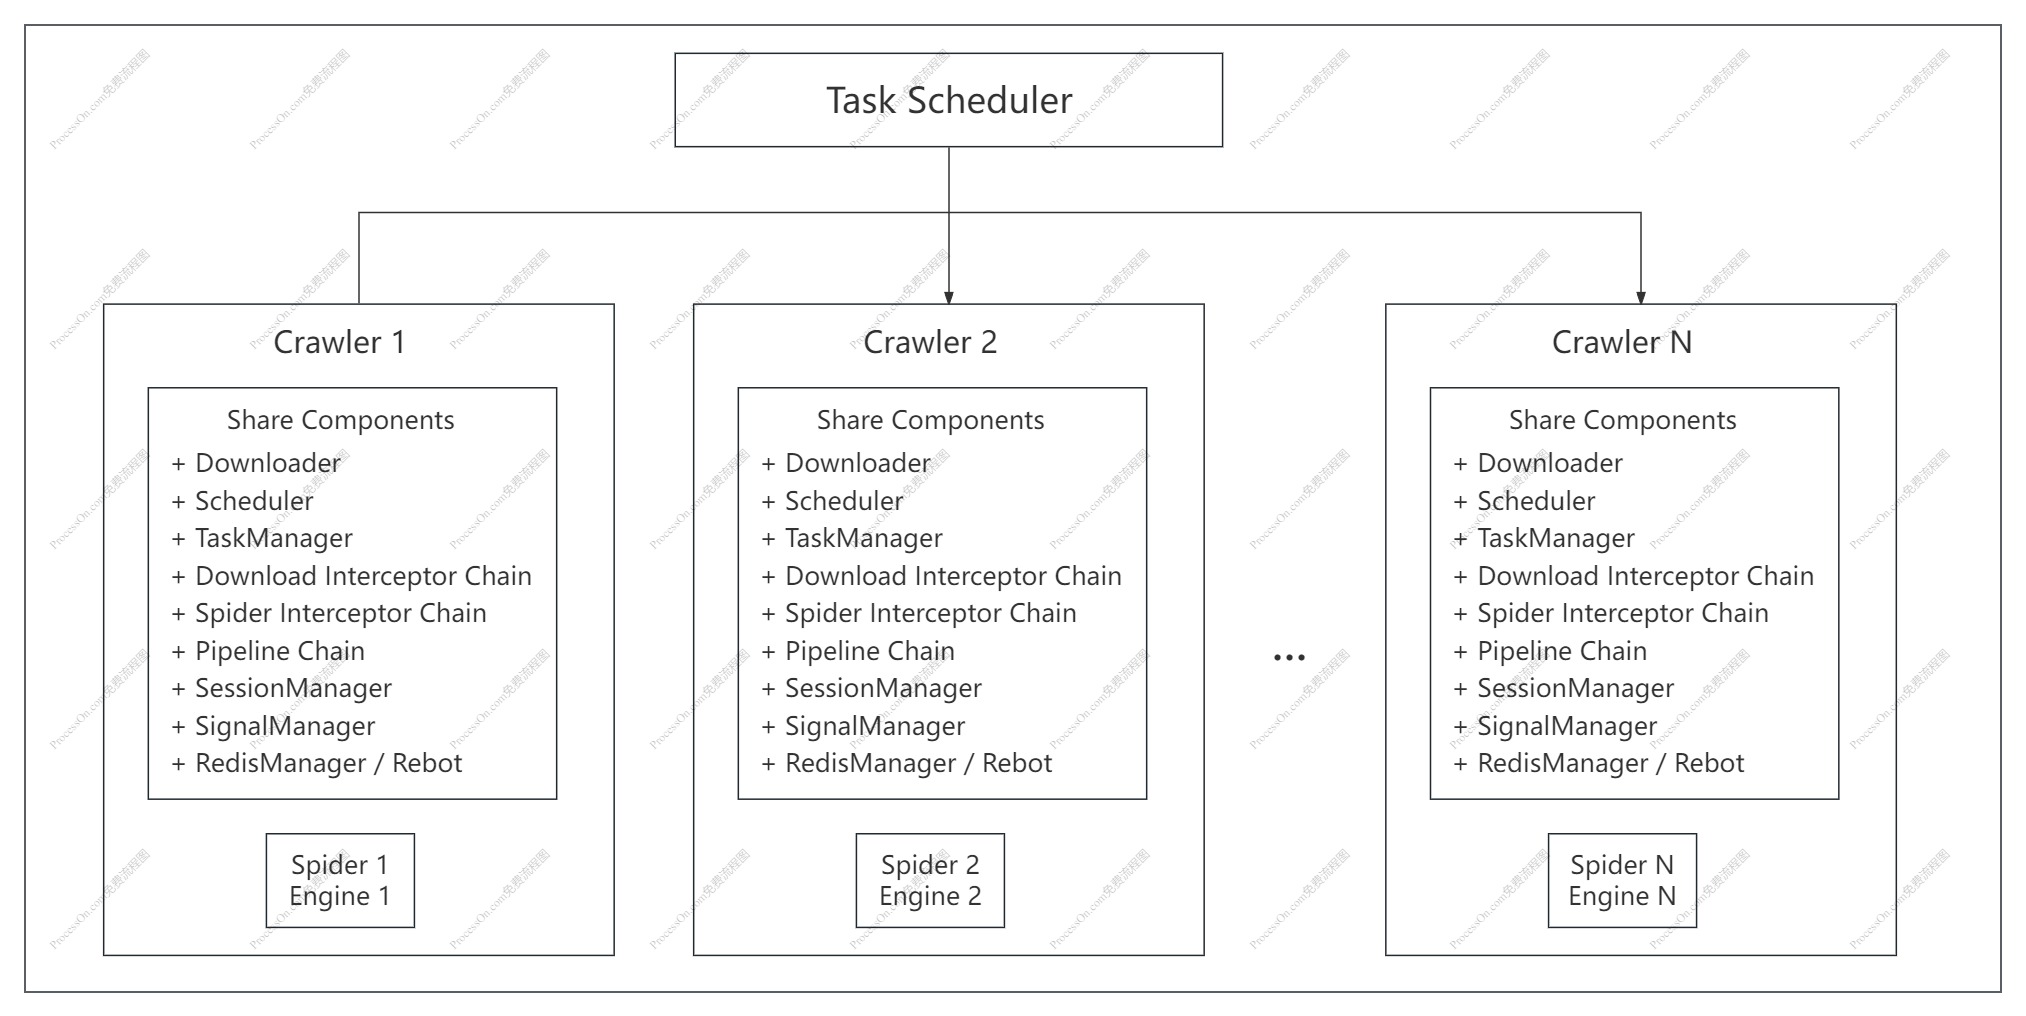 Task Scheduler
Crawler 1
Share Components
+ Downloader
+ Scheduler
+ TaskManager
+ Download Interceptor Chain
+ Spider Interceptor Chain
+ Pipeline Chain
+ SessionManager
+ SignalManager
+ RedisManager / Rebot
Spider 1
Engine 1
Crawler 2
Share Components
+ Downloader
+ Scheduler
+ TaskManager
+ Download Interceptor Chain
+ Spider Interceptor Chain
+ Pipeline Chain
+ SessionManager
+ SignalManager
+ RedisManager / Rebot
Spider 2
Engine 2
...
Crawler N
Share Components
+ Downloader
+ Scheduler
+ TaskManager
+ Download Interceptor Chain
+ Spider Interceptor Chain
+ Pipeline Chain
+ SessionManager
+ SignalManager
+ RedisManager / Rebot
Spider N
Engine N
ProcessOn.com免费流程图